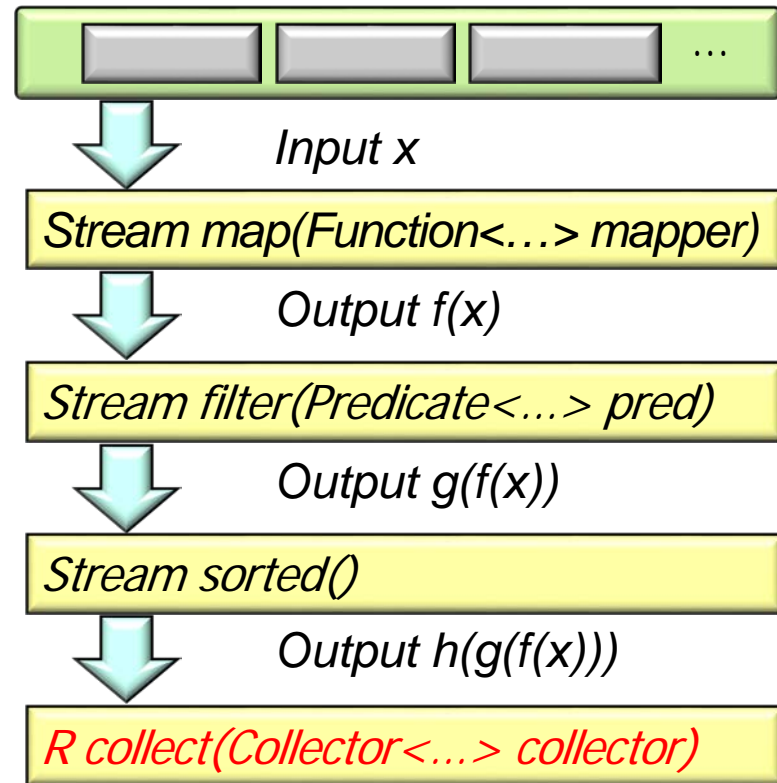 ...
Input x
Stream map(Function<…> mapper)
Output f(x)
Stream filter(Predicate<…> pred)
Output g(f(x))
Stream sorted()
Output h(g(f(x)))
R collect(Collector<…> collector)